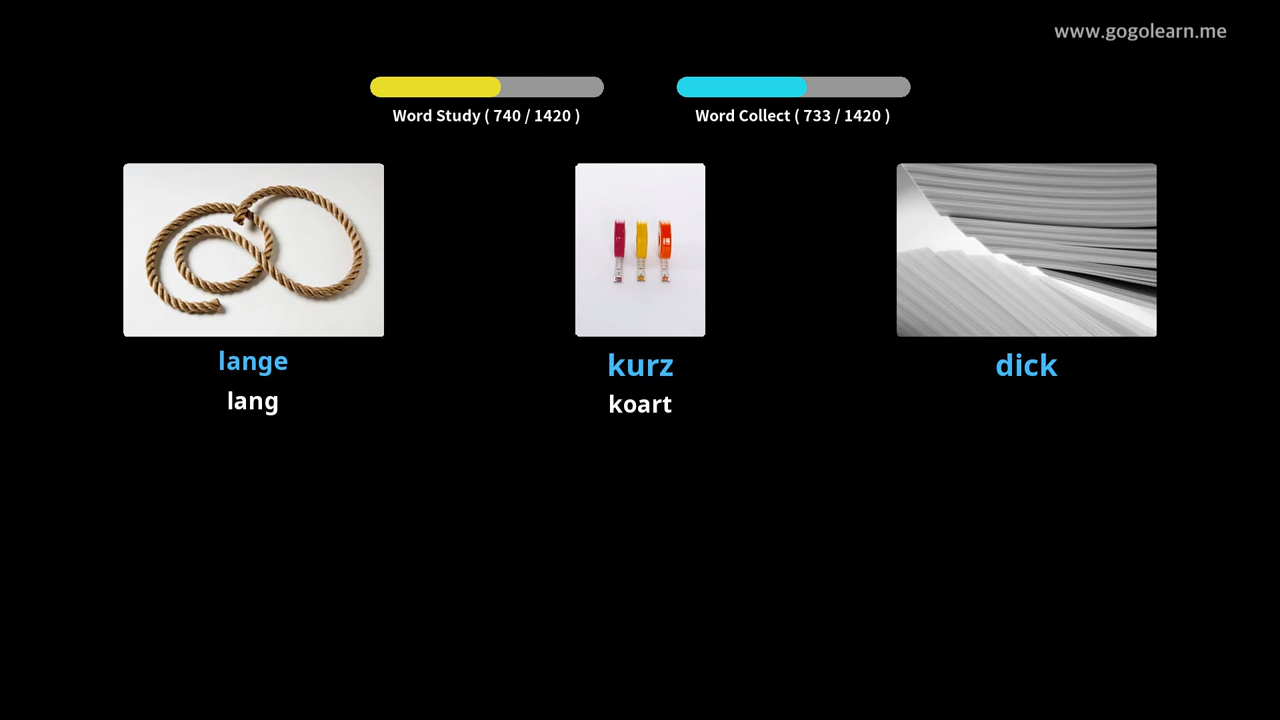 www.gogolearn.me
Word Study ( 740 / 1420 )
Word Collect ( 733 / 1420 )
lange
lang
kurz
koart
dick